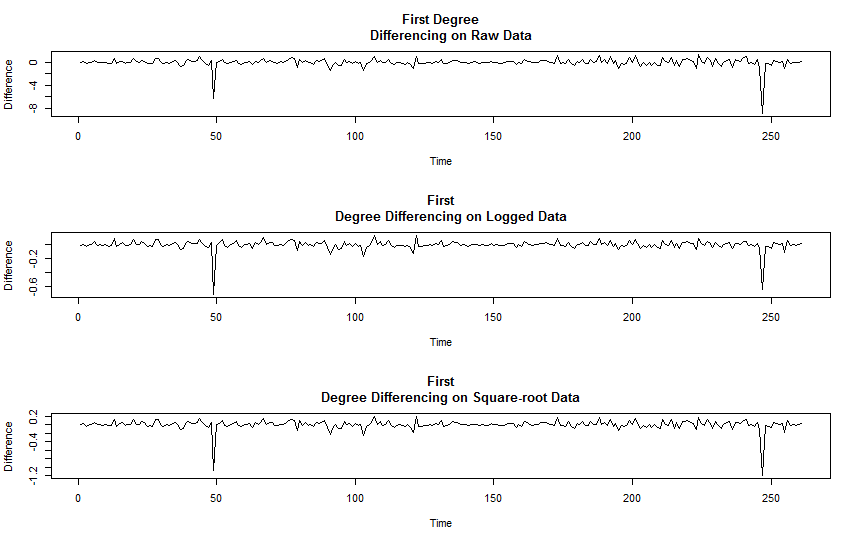 First Degree
Differencing on Raw Data
Difference
0
-4
-8
0 50 100 150 200 250
Time
First
Degree Differencing on Logged Data
Difference
-0.2
-0.6
0 50 100 150 200 250
Time
First
Degree Differencing on Square-root Data
Difference
0.2
-0.4
-1.2
0 50 100 150 200 250
Time